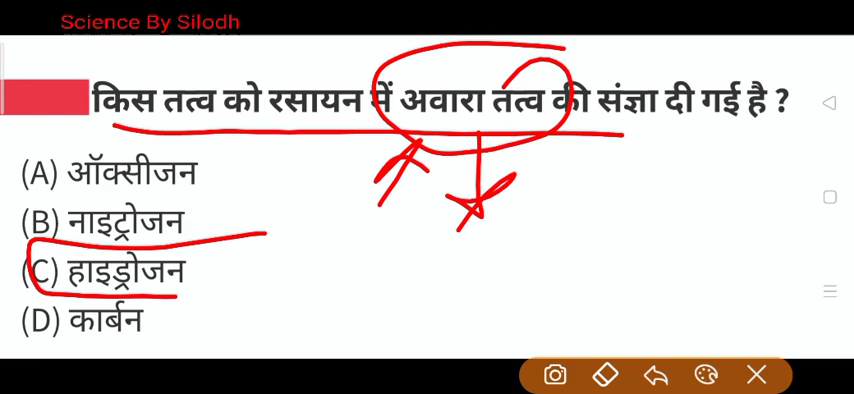 Science By Silodh
किस तत्व को रसायन में अवारा तत्व की संज्ञा दी गई है ?
(A) ऑक्सीजन
(B) नाइट्रोजन
(C) हाइड्रोजन
(D) कार्बन